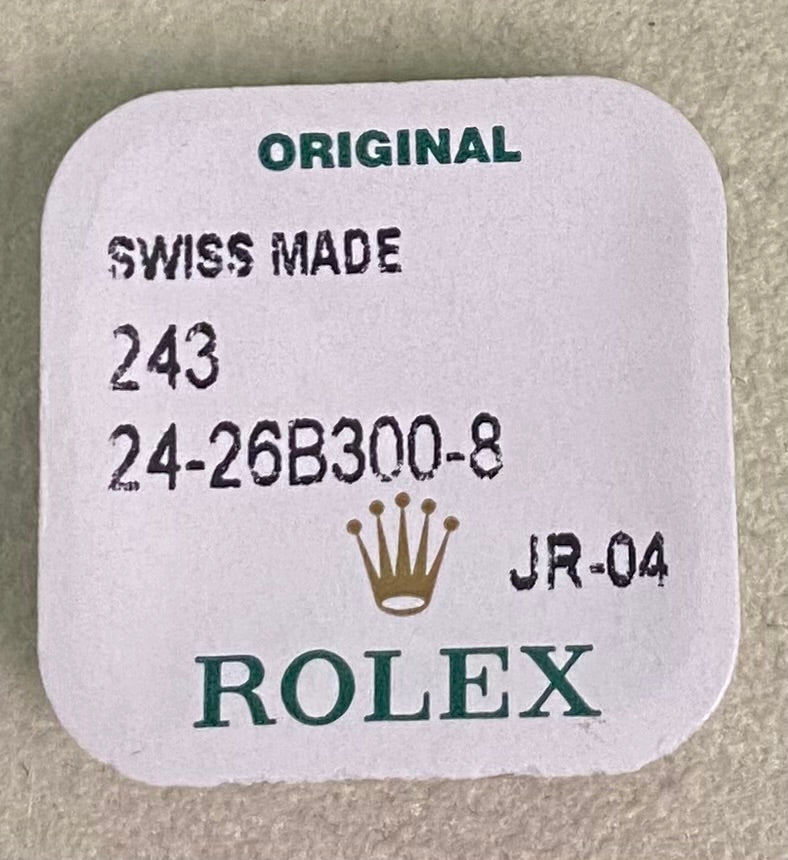 ORIGINAL
SWISS MADE
243
24-26B300-8
JR-04
ROLEX